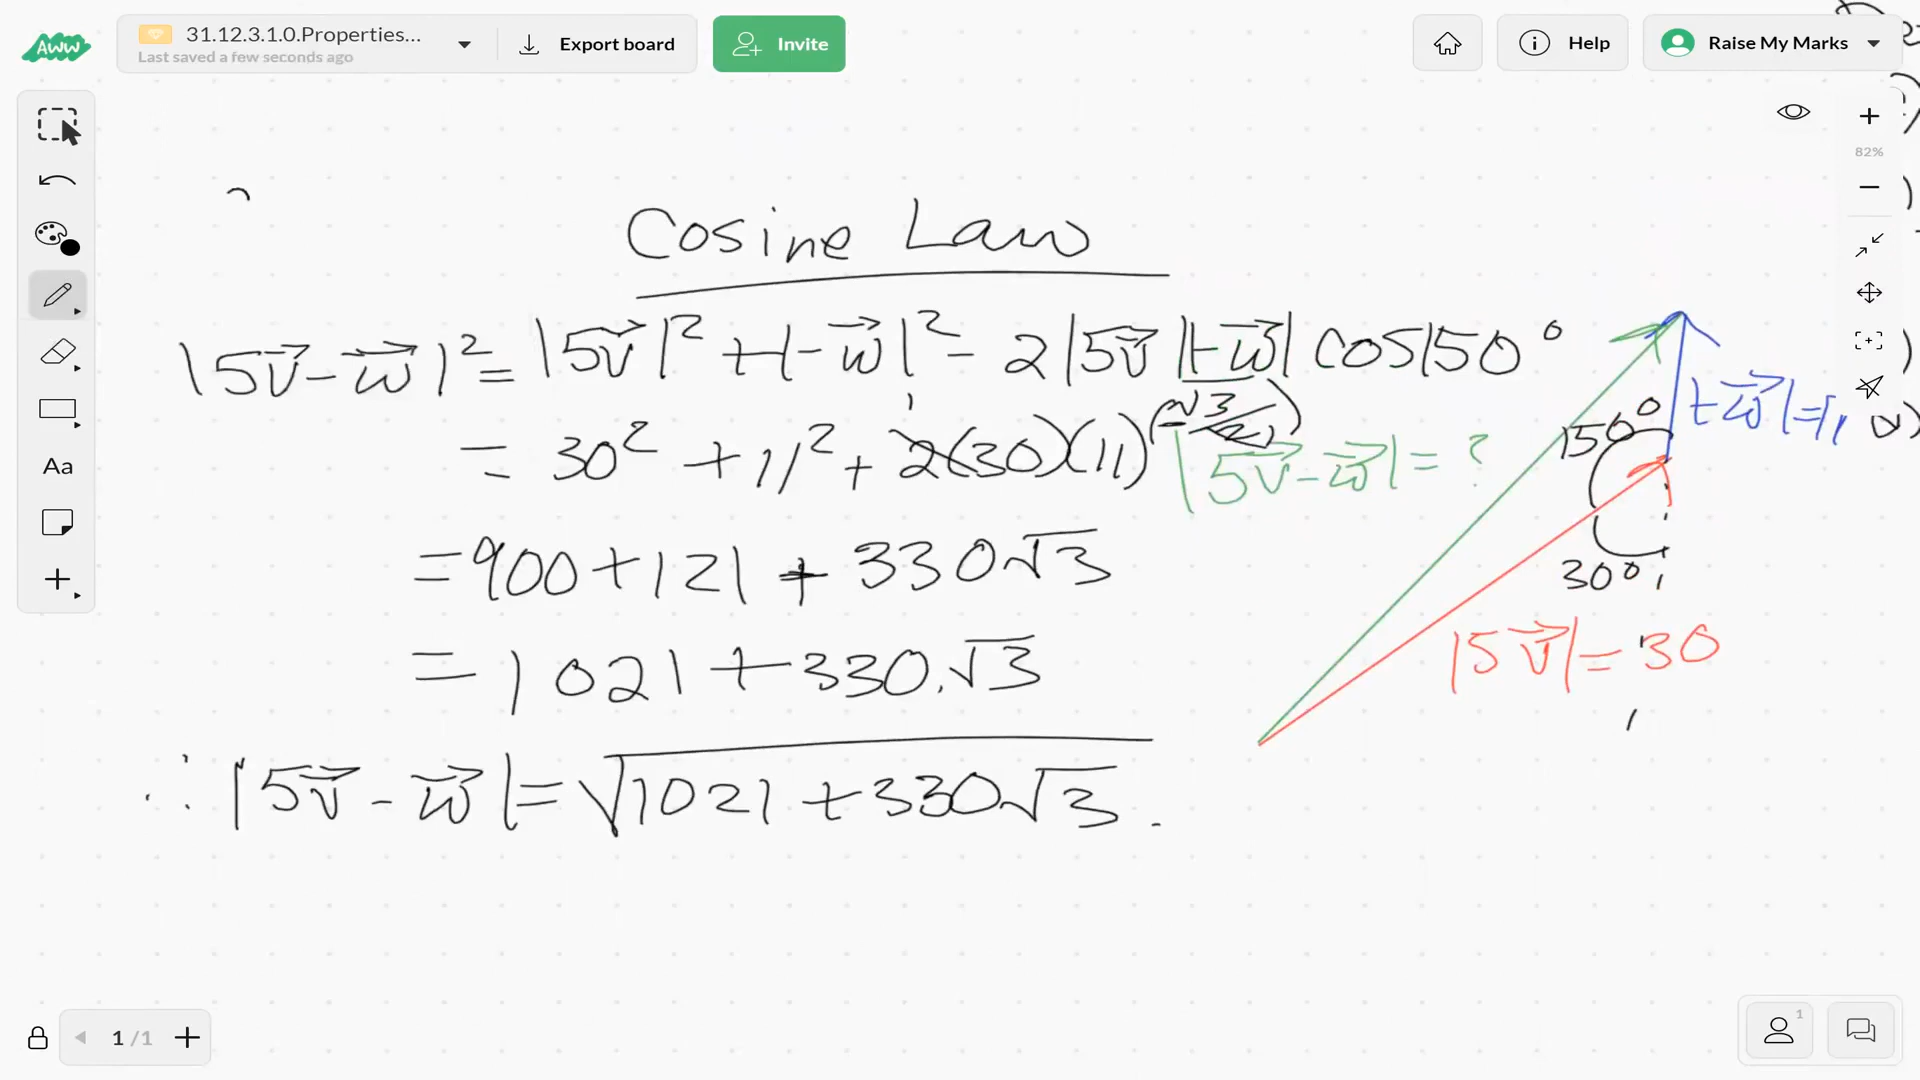 AWW
31.12.3.1.0.Properties...
Last saved a few seconds ago
Export board
Invite
Help
Raise My Marks
82%
Aa
Cosine Law
|5v⃗ - w⃗|² = |5v⃗|² + |-w⃗|² - 2|5v⃗||-w⃗| cos150°
= 30² + 11² + 2(30)(11)(√3/2)
= 900 + 121 + 330√3
= 1021 + 330√3
∴ |5v⃗ - w⃗| = √(1021 + 330√3).
|5v⃗ - w⃗| = ?
150°
|-w⃗| = 11
30°
|5v⃗| = 30
1 / 1
1